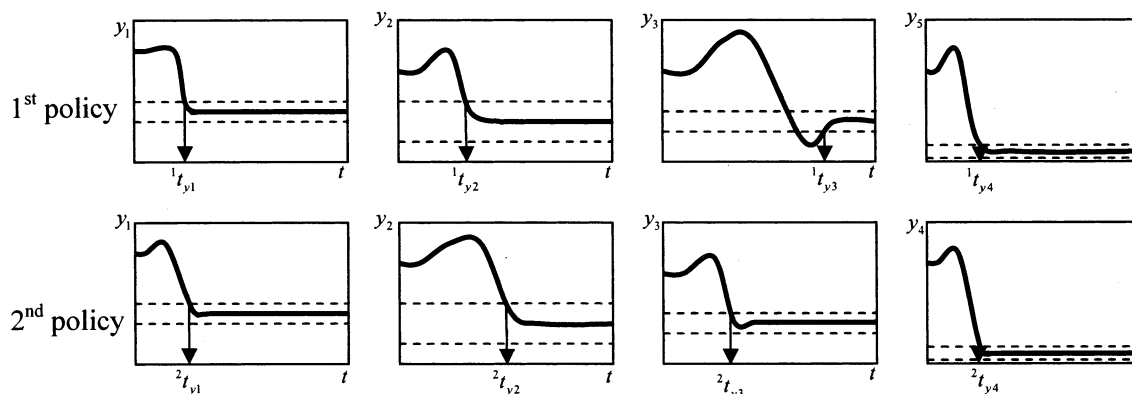 y1 y2 y3 y5
1st policy
1ty1 t 1ty2 t 1ty3 t 1ty4
y1 y2 y3 y4
2nd policy
2ty1 t 2ty2 t 2ty3 t 2ty4